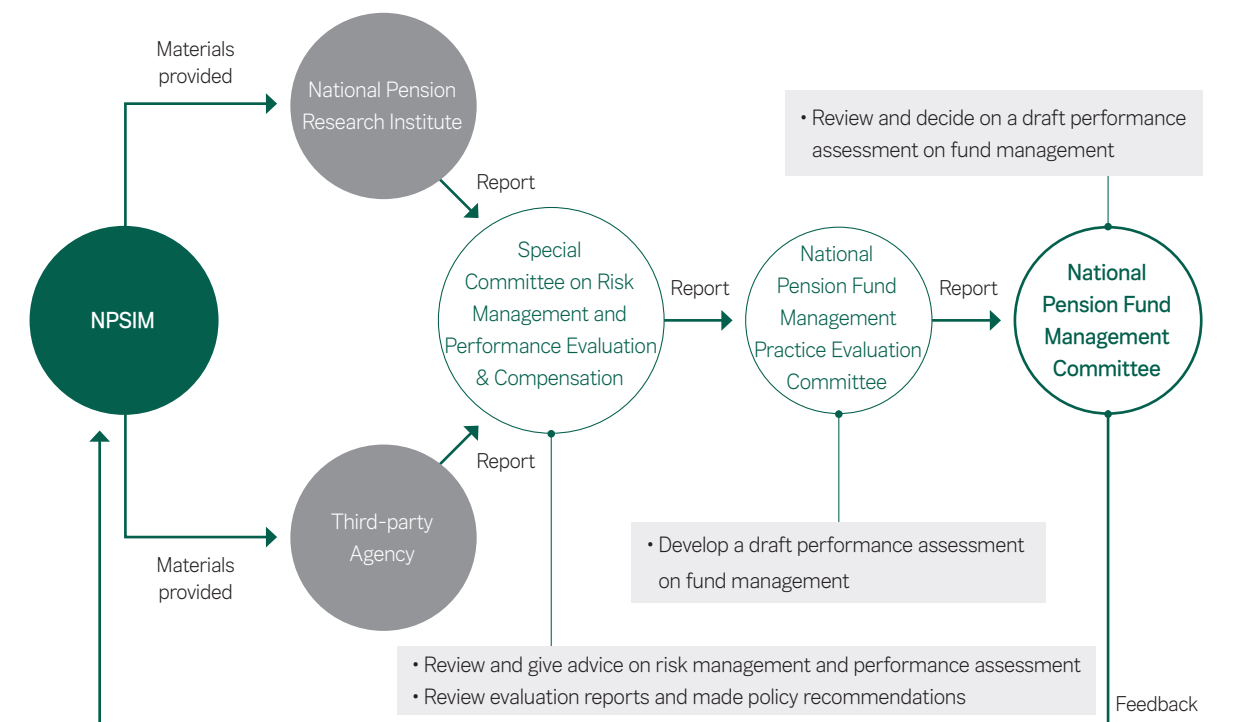 Materials
provided
National Pension
Research Institute
• Review and decide on a draft performance
assessment on fund management
Report
NPSIM
Special
Committee on Risk
Management and
Performance Evaluation
& Compensation
Report
National
Pension Fund
Management
Practice Evaluation
Committee
Report
National
Pension Fund
Management
Committee
Report
Third-party
Agency
Materials
provided
• Develop a draft performance assessment
on fund management
• Review and give advice on risk management and performance assessment
• Review evaluation reports and made policy recommendations
Feedback